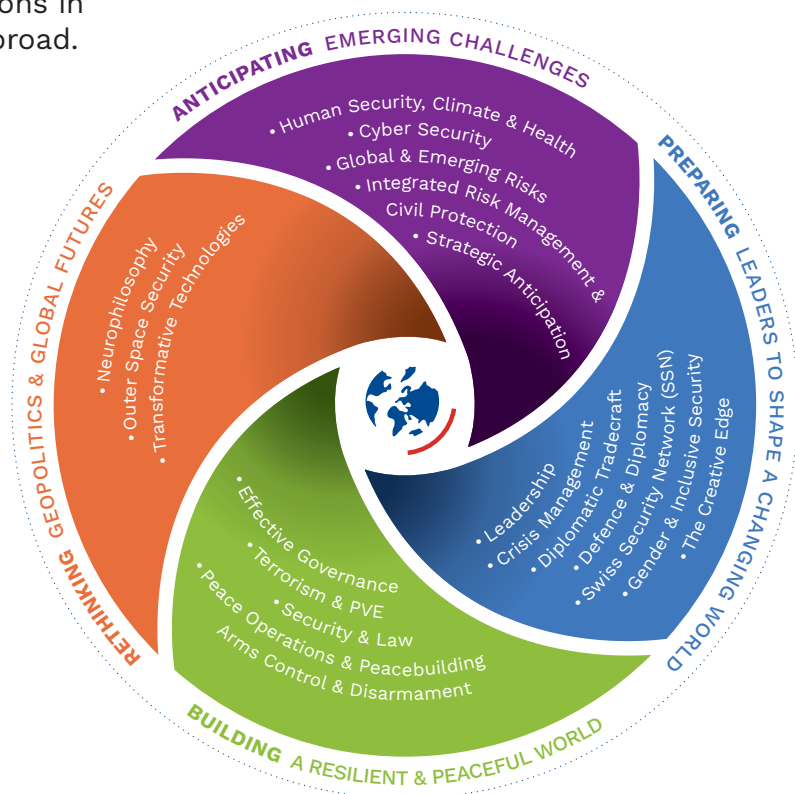 ons in
broad.
ANTICIPATING EMERGING CHALLENGES
• Human Security, Climate & Health
• Cyber Security
• Global & Emerging Risks
• Integrated Risk Management &
Civil Protection
• Strategic Anticipation
PREPARING LEADERS TO SHAPE A CHANGING WORLD
• Leadership
• Crisis Management
• Diplomatic Tradecraft
• Defence & Diplomacy
• Swiss Security Network (SSN)
• Gender & Inclusive Security
• The Creative Edge
BUILDING A RESILIENT & PEACEFUL WORLD
• Effective Governance
• Terrorism & PVE
• Security & Law
• Peace Operations & Peacebuilding
Arms Control & Disarmament
RETHINKING GEOPOLITICS & GLOBAL FUTURES
• Neurophilosophy
• Outer Space Security
• Transformative Technologies